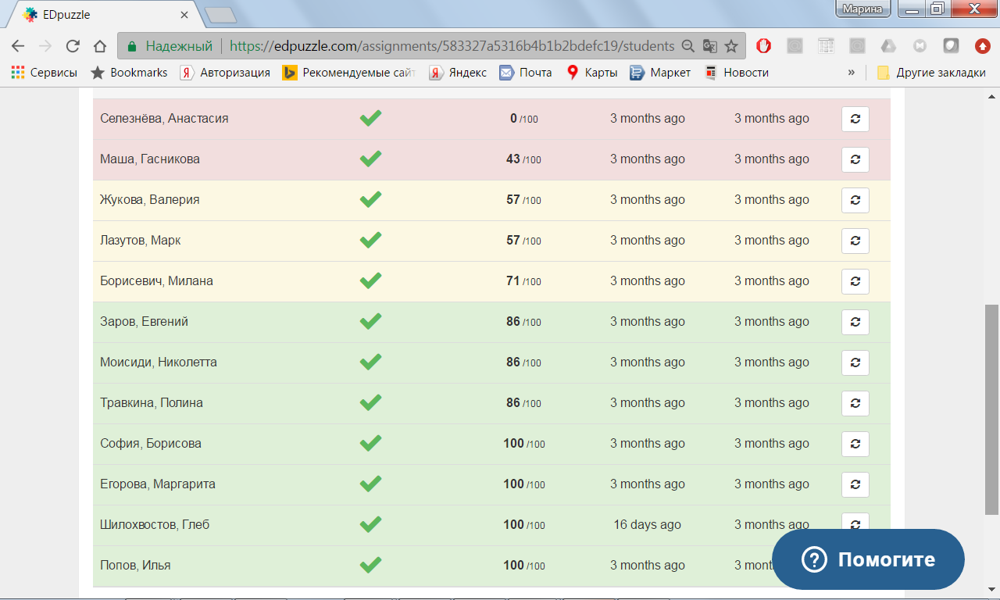 EDpuzzle
Марина
Надежный https://edpuzzle.com/assignments/583327a5316b4b1b2bdefc19/students
Сервисы Bookmarks Авторизация Рекомендуемые сайт Яндекс Почта Карты Маркет Новости » Другие закладки
Селезнёва, Анастасия 0 /100 3 months ago 3 months ago
Маша, Гасникова 43 /100 3 months ago 3 months ago
Жукова, Валерия 57 /100 3 months ago 3 months ago
Лазутов, Марк 57 /100 3 months ago 3 months ago
Борисевич, Милана 71 /100 3 months ago 3 months ago
Заров, Евгений 86 /100 3 months ago 3 months ago
Моисиди, Николетта 86 /100 3 months ago 3 months ago
Травкина, Полина 86 /100 3 months ago 3 months ago
София, Борисова 100 /100 3 months ago 3 months ago
Егорова, Маргарита 100 /100 3 months ago 3 months ago
Шилохвостов, Глеб 100 /100 16 days ago 3 months ago
Попов, Илья 100 /100 3 months ago 3 mont
Помогите